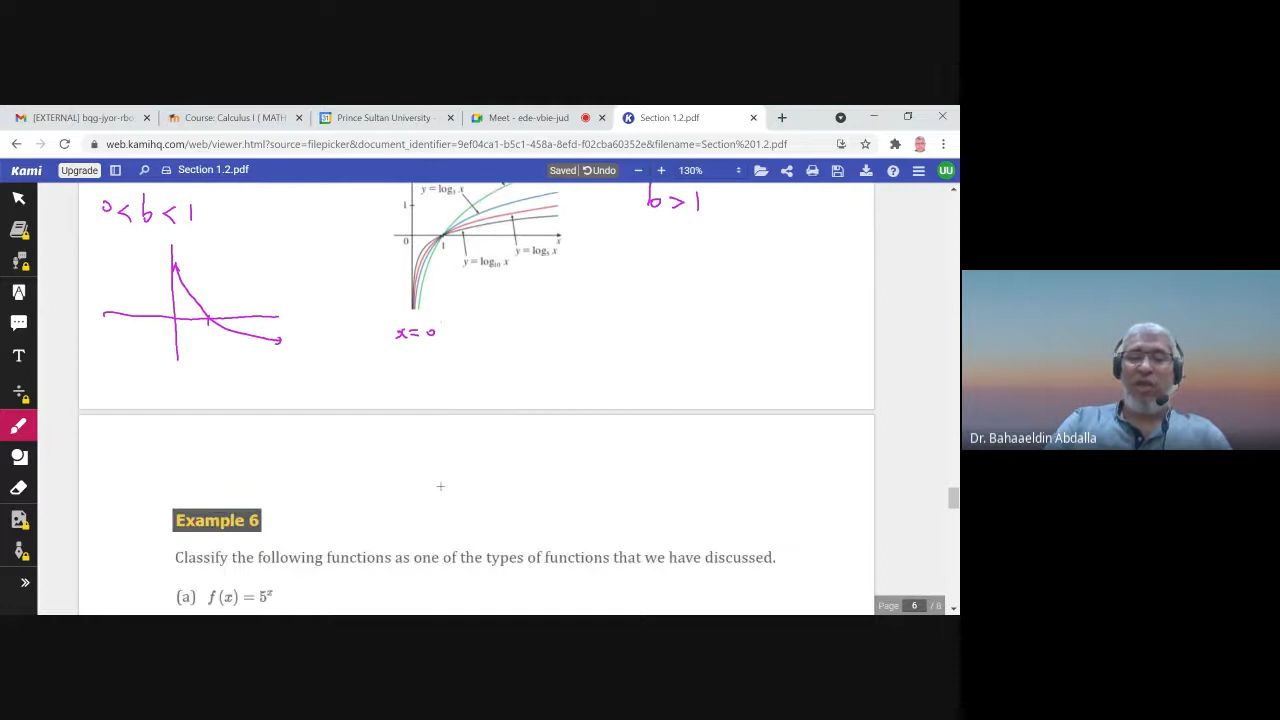 [EXTERNAL] bqg-jyor-rbo
Course: Calculus I ( MATH
Prince Sultan University -
Meet - ede-vbie-jud
Section 1.2.pdf
web.kamihq.com/web/viewer.html?source=filepicker&document_identifier=9ef04ca1-b5c1-458a-8efd-f02cba60352e&filename=Section%201.2.pdf
Kami
Upgrade
Section 1.2.pdf
Saved
Undo
130%
UU
0 < b < 1
y = log₃ x
b > 1
1
0
1
x
y = log₅ x
y = log₁₀ x
x = 0
Dr. Bahaaeldin Abdalla
Example 6
Classify the following functions as one of the types of functions that we have discussed.
(a) f (x) = 5ˣ
Page 6 / 8